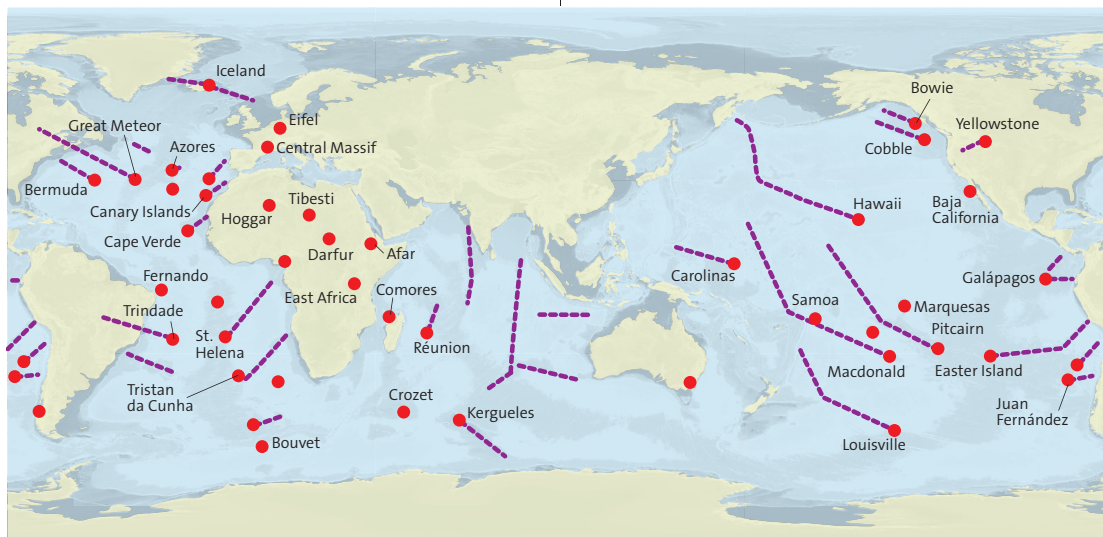 Iceland
Bowie
Great Meteor
Eifel
Yellowstone
Azores
Central Massif
Cobble
Bermuda
Canary Islands
Tibesti
Hoggar
Hawaii
Baja
California
Cape Verde
Darfur
Afar
Fernando
East Africa
Comores
Carolinas
Galápagos
Trindade
Samoa
Marquesas
St.
Helena
Réunion
Pitcairn
Macdonald
Easter Island
Tristan
da Cunha
Crozet
Kergueles
Juan
Fernández
Bouvet
Louisville